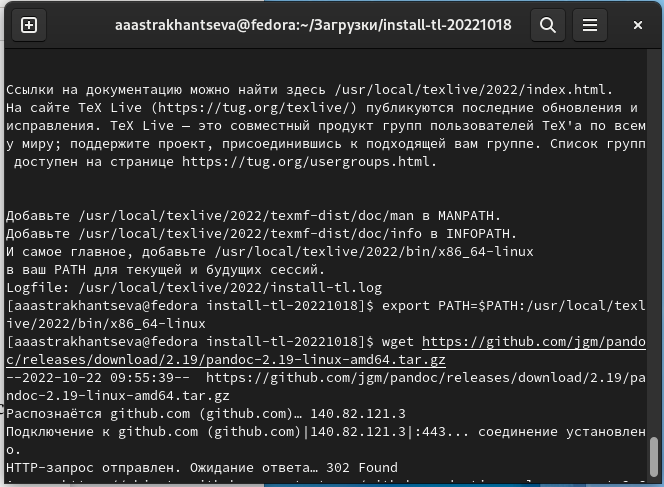 aaastrakhantseva@fedora:~/Загрузки/install-tl-20221018
Ссылки на документацию можно найти здесь /usr/local/texlive/2022/index.html.
На сайте TeX Live (https://tug.org/texlive/) публикуются последние обновления и
исправления. TeX Live — это совместный продукт групп пользователей TeX'а по всем
у миру; поддержите проект, присоединившись к подходящей вам группе. Список групп
доступен на странице https://tug.org/usergroups.html.
Добавьте /usr/local/texlive/2022/texmf-dist/doc/man в MANPATH.
Добавьте /usr/local/texlive/2022/texmf-dist/doc/info в INFOPATH.
И самое главное, добавьте /usr/local/texlive/2022/bin/x86_64-linux
в ваш PATH для текущей и будущих сессий.
Logfile: /usr/local/texlive/2022/install-tl.log
[aaastrakhantseva@fedora install-tl-20221018]$ export PATH=$PATH:/usr/local/texl
ive/2022/bin/x86_64-linux
[aaastrakhantseva@fedora install-tl-20221018]$ wget https://github.com/jgm/pando
c/releases/download/2.19/pandoc-2.19-linux-amd64.tar.gz
--2022-10-22 09:55:39--  https://github.com/jgm/pandoc/releases/download/2.19/pa
ndoc-2.19-linux-amd64.tar.gz
Распознаётся github.com (github.com)… 140.82.121.3
Подключение к github.com (github.com)|140.82.121.3|:443... соединение установлен
о.
HTTP-запрос отправлен. Ожидание ответа… 302 Found